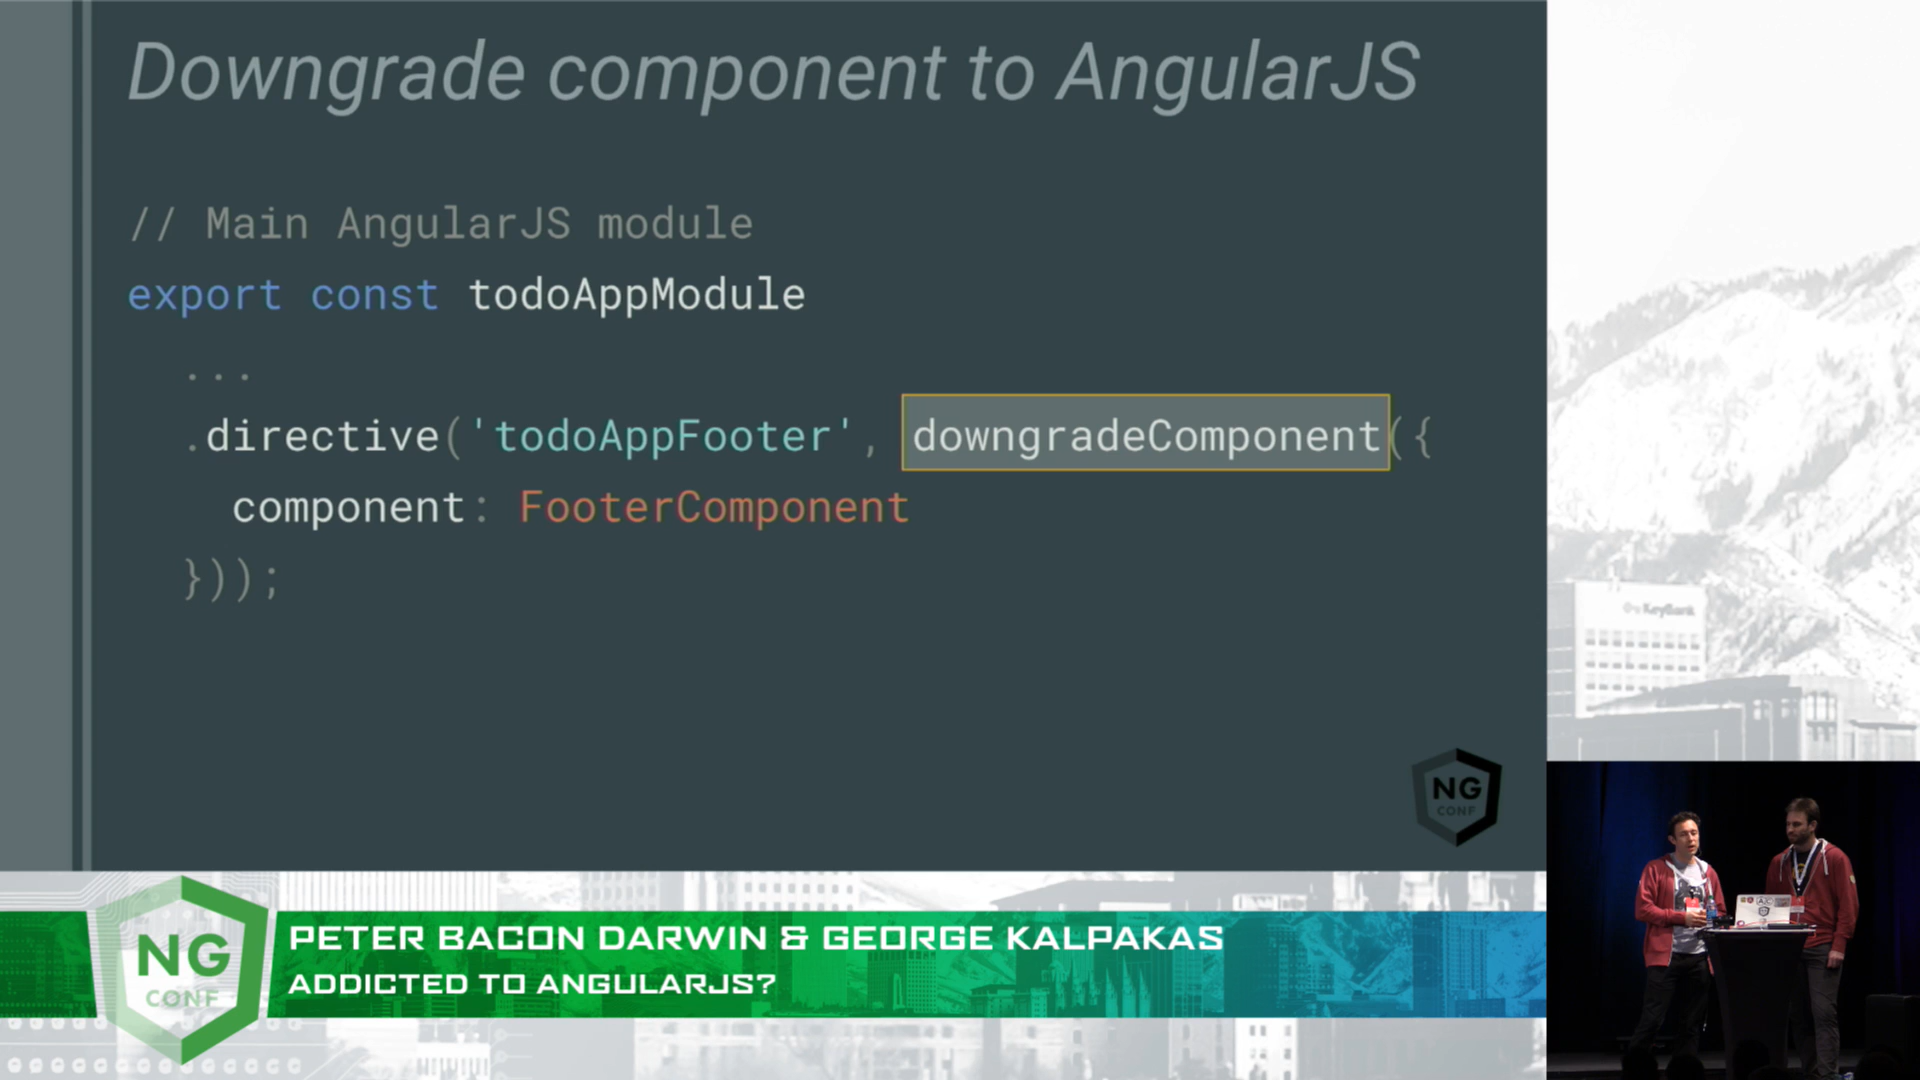 Downgrade component to AngularJS
// Main AngularJS module
export const todoAppModule
...
.directive('todoAppFooter', downgradeComponent({
component: FooterComponent
}));
KeyBank
NG
CONF
NG
CONF
PETER BACON DARWIN & GEORGE KALPAKAS
ADDICTED TO ANGULARJS?